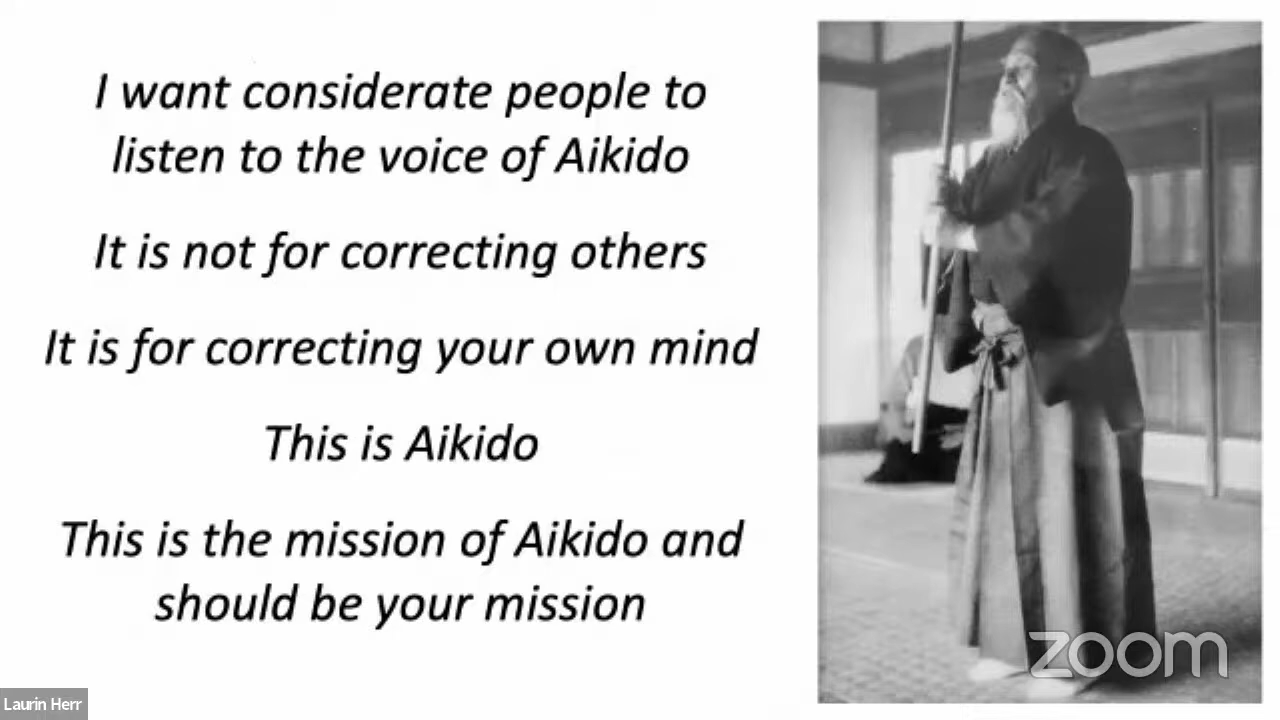 I want considerate people to
listen to the voice of Aikido
It is not for correcting others
It is for correcting your own mind
This is Aikido
This is the mission of Aikido and
should be your mission
zoom
Laurin Herr